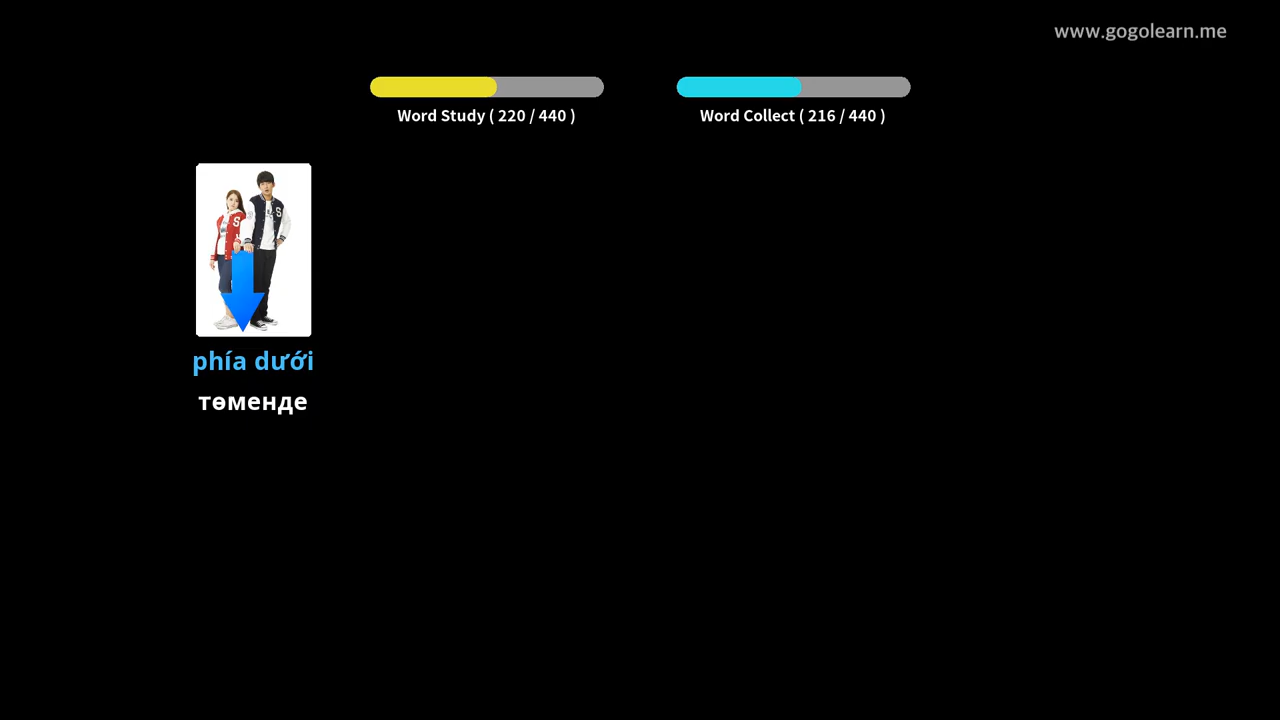 www.gogolearn.me
Word Study ( 220 / 440 )
Word Collect ( 216 / 440 )
S
S
phía dưới
төменде